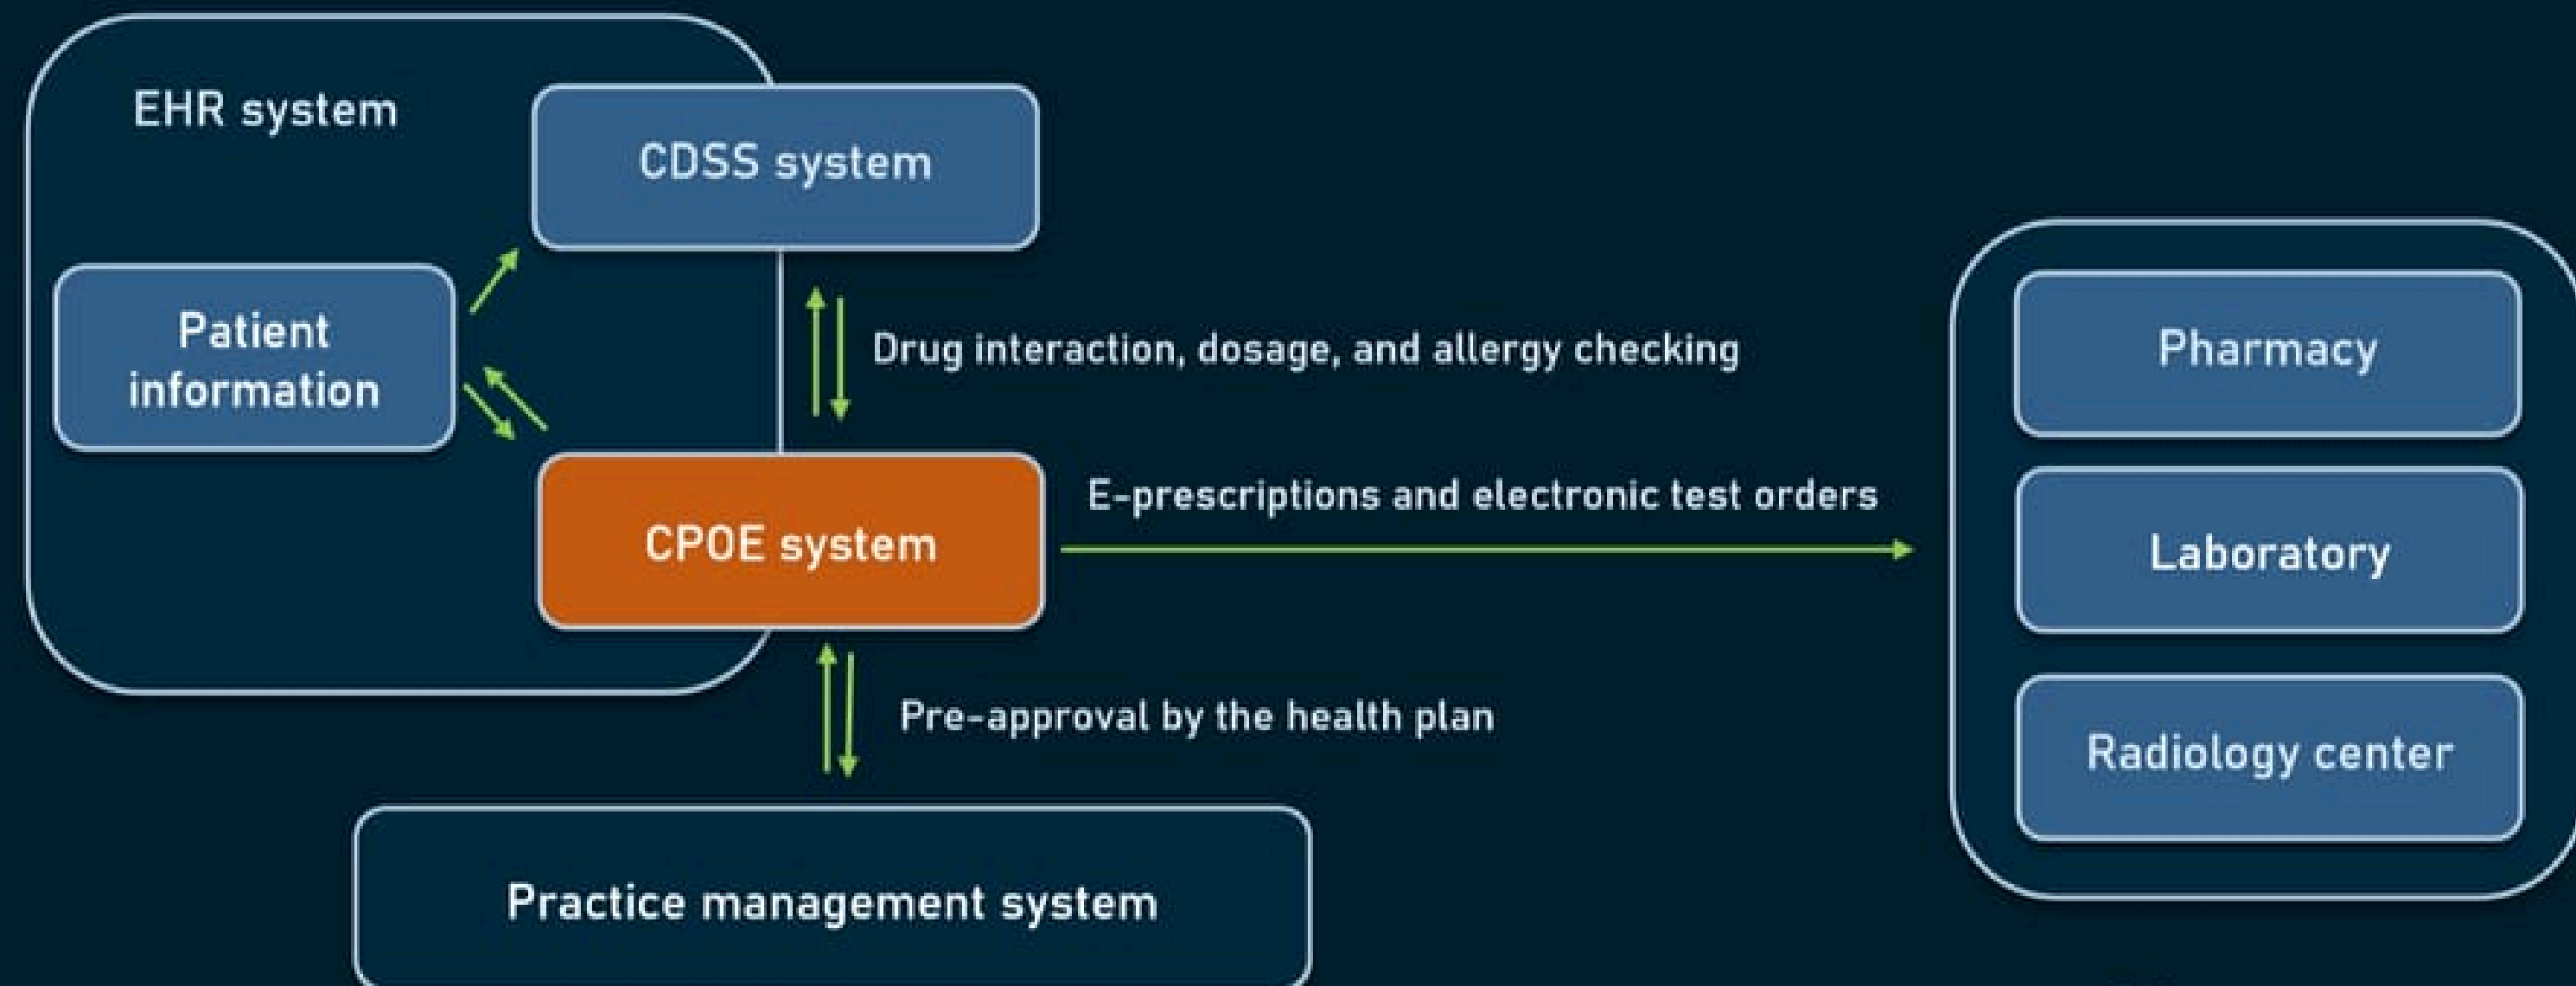 EHR system
CDSS system
Patient
information
Drug interaction, dosage, and allergy checking
Pharmacy
E-prescriptions and electronic test orders
CPOE system
Laboratory
Pre-approval by the health plan
Radiology center
Practice management system